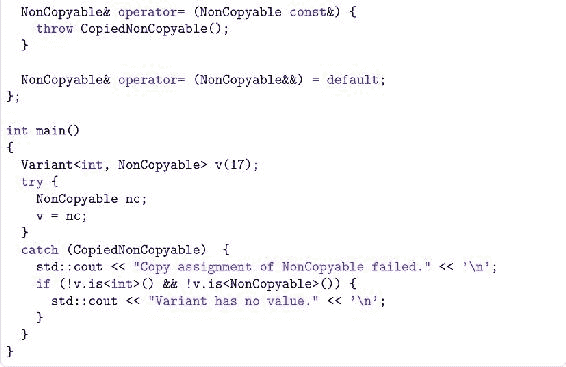 NonCopyable& operator= (NonCopyable const&) {
throw CopiedNonCopyable();
}
NonCopyable& operator= (NonCopyable&&) = default;
};
int main()
{
Variant<int, NonCopyable> v(17);
try {
NonCopyable nc;
v = nc;
}
catch (CopiedNonCopyable) {
std::cout << "Copy assignment of NonCopyable failed." << '\n';
if (!v.is<int>() && !v.is<NonCopyable>()) {
std::cout << "Variant has no value." << '\n';
}
}
}